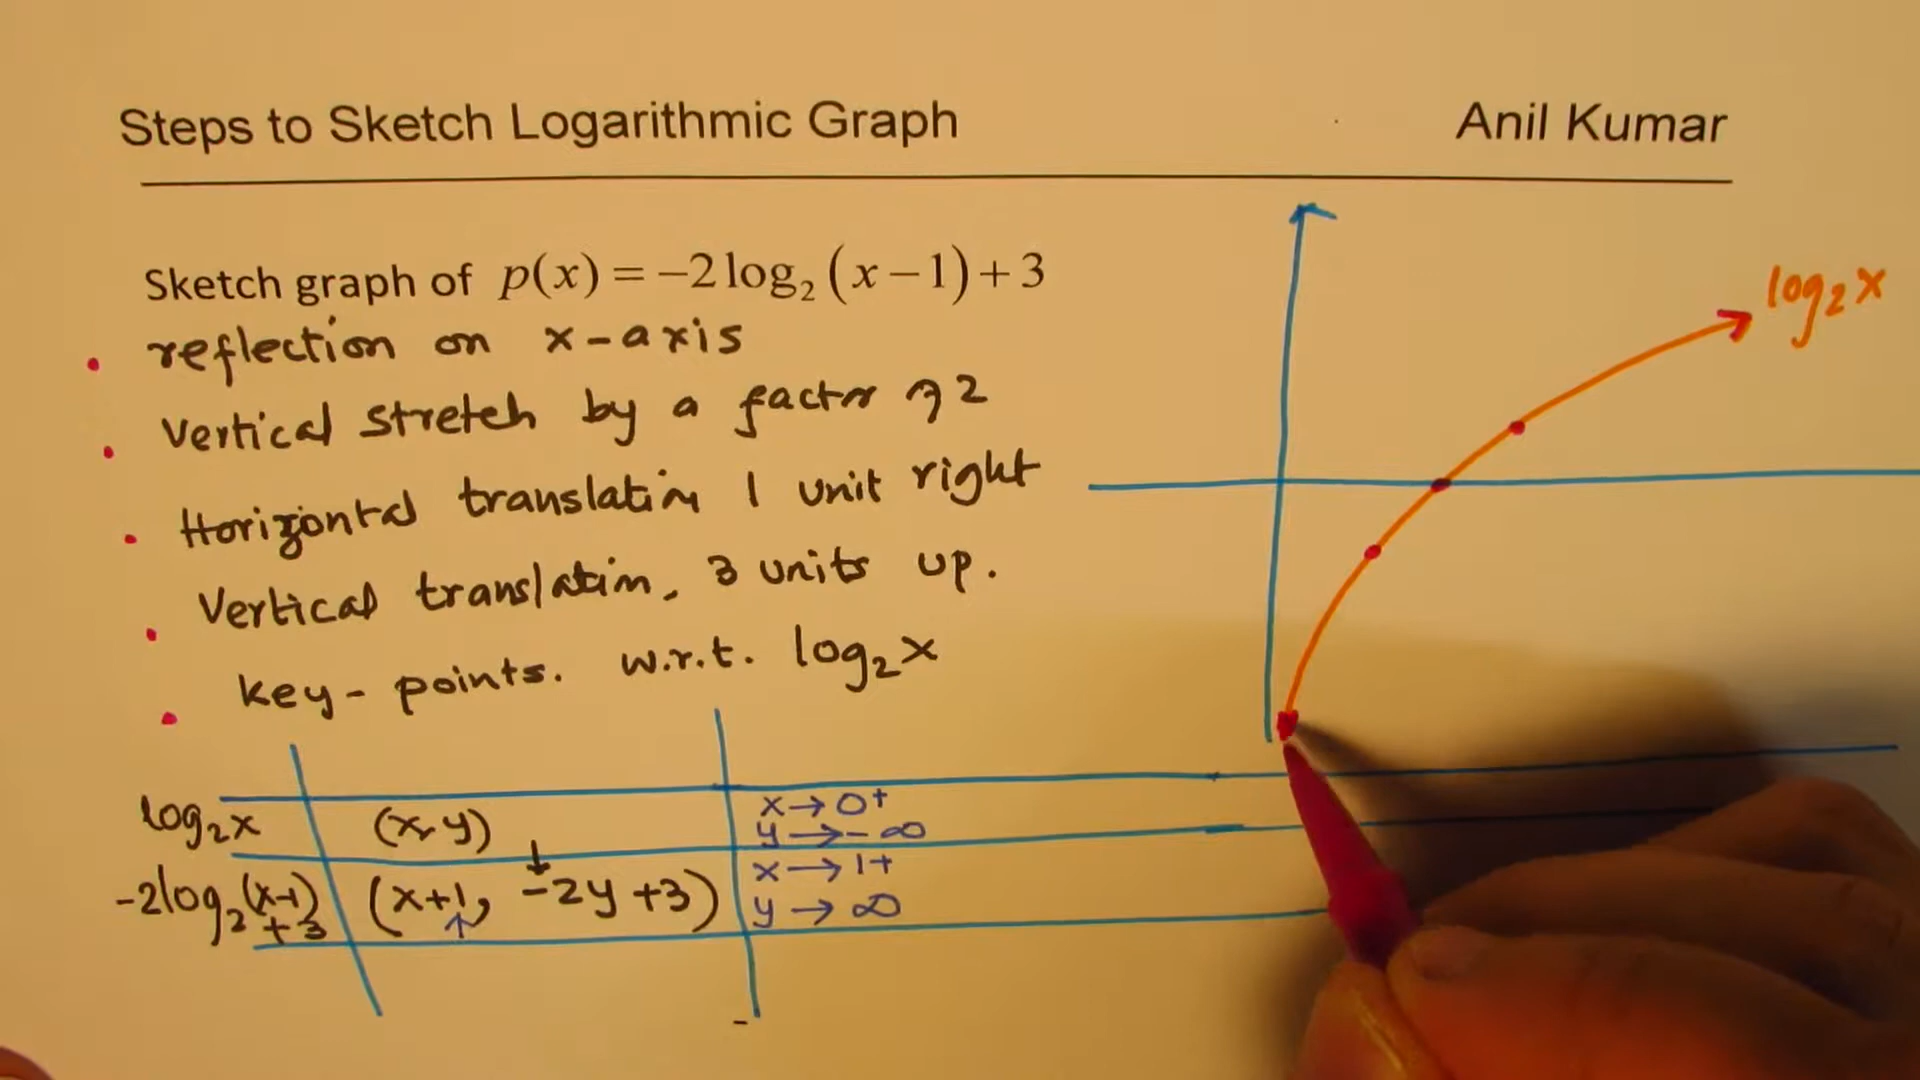 Steps to Sketch Logarithmic Graph
Anil Kumar
Sketch graph of p(x) = −2 log₂ (x − 1) + 3
• reflection on x-axis
• Vertical stretch by a factor of 2
• Horizontal translation 1 unit right
• Vertical translation, 3 units up.
• key-points. w.r.t. log₂x
log₂x (x, y) x → 0⁺
y → -∞
-2log₂(x-1) +3 (x+1, -2y +3) x → 1+
y → ∞
log₂x